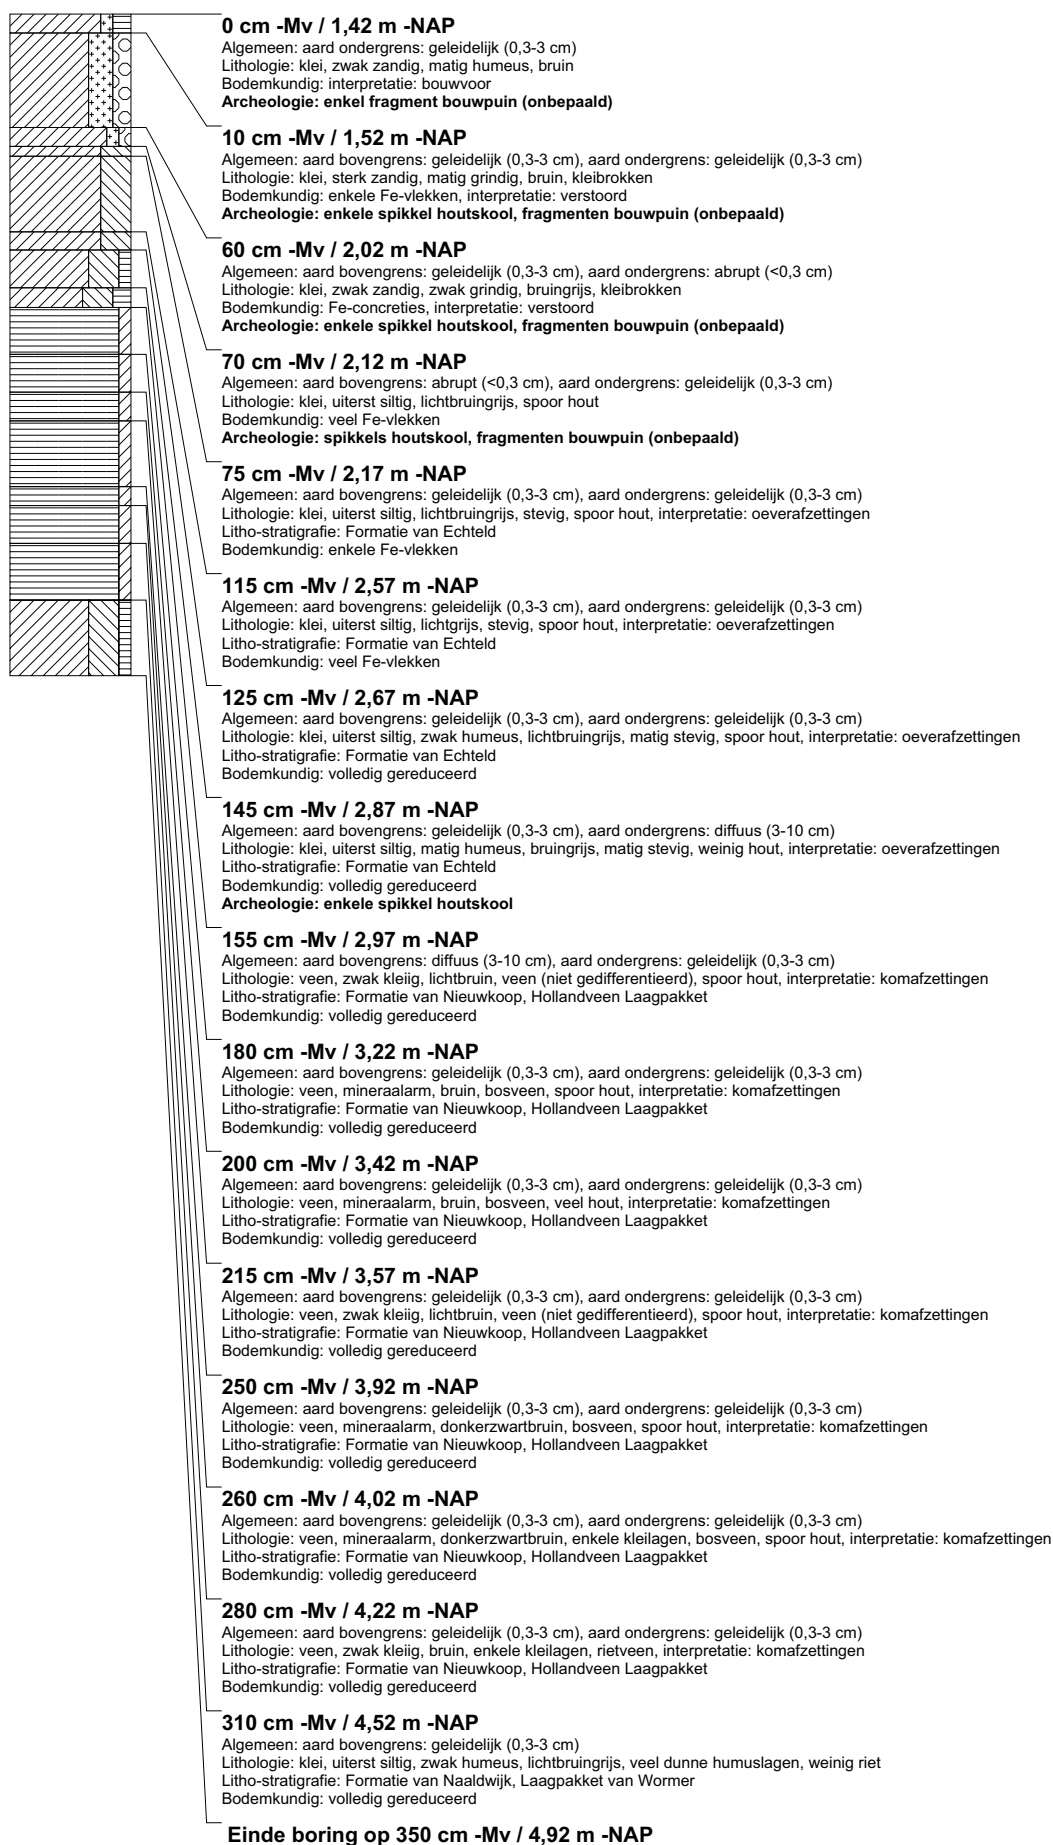 0 cm -Mv / 1,42 m -NAP
Algemeen: aard ondergrens: geleidelijk (0,3-3 cm)
Lithologie: klei, zwak zandig, matig humeus, bruin
Bodemkundig: interpretatie: bouwvoor
Archeologie: enkel fragment bouwpuin (onbepaald)
10 cm -Mv / 1,52 m -NAP
Algemeen: aard bovengrens: geleidelijk (0,3-3 cm), aard ondergrens: geleidelijk (0,3-3 cm)
Lithologie: klei, sterk zandig, matig grindig, bruin, kleibrokken
Bodemkundig: enkele Fe-vlekken, interpretatie: verstoord
Archeologie: enkele spikkel houtskool, fragmenten bouwpuin (onbepaald)
60 cm -Mv / 2,02 m -NAP
Algemeen: aard bovengrens: geleidelijk (0,3-3 cm), aard ondergrens: abrupt (<0,3 cm)
Lithologie: klei, zwak zandig, zwak grindig, bruingrijs, kleibrokken
Bodemkundig: Fe-concreties, interpretatie: verstoord
Archeologie: enkele spikkel houtskool, fragmenten bouwpuin (onbepaald)
70 cm -Mv / 2,12 m -NAP
Algemeen: aard bovengrens: abrupt (<0,3 cm), aard ondergrens: geleidelijk (0,3-3 cm)
Lithologie: klei, uiterst siltig, lichtbruingrijs, spoor hout
Bodemkundig: veel Fe-vlekken
Archeologie: spikkels houtskool, fragmenten bouwpuin (onbepaald)
75 cm -Mv / 2,17 m -NAP
Algemeen: aard bovengrens: geleidelijk (0,3-3 cm), aard ondergrens: geleidelijk (0,3-3 cm)
Lithologie: klei, uiterst siltig, lichtbruingrijs, stevig, spoor hout, interpretatie: oeverafzettingen
Litho-stratigrafie: Formatie van Echteld
Bodemkundig: enkele Fe-vlekken
115 cm -Mv / 2,57 m -NAP
Algemeen: aard bovengrens: geleidelijk (0,3-3 cm), aard ondergrens: geleidelijk (0,3-3 cm)
Lithologie: klei, uiterst siltig, lichtgrijs, stevig, spoor hout, interpretatie: oeverafzettingen
Litho-stratigrafie: Formatie van Echteld
Bodemkundig: veel Fe-vlekken
125 cm -Mv / 2,67 m -NAP
Algemeen: aard bovengrens: geleidelijk (0,3-3 cm), aard ondergrens: geleidelijk (0,3-3 cm)
Lithologie: klei, uiterst siltig, zwak humeus, lichtbruingrijs, matig stevig, spoor hout, interpretatie: oeverafzettingen
Litho-stratigrafie: Formatie van Echteld
Bodemkundig: volledig gereduceerd
145 cm -Mv / 2,87 m -NAP
Algemeen: aard bovengrens: geleidelijk (0,3-3 cm), aard ondergrens: diffuus (3-10 cm)
Lithologie: klei, uiterst siltig, matig humeus, bruingrijs, matig stevig, weinig hout, interpretatie: oeverafzettingen
Litho-stratigrafie: Formatie van Echteld
Bodemkundig: volledig gereduceerd
Archeologie: enkele spikkel houtskool
155 cm -Mv / 2,97 m -NAP
Algemeen: aard bovengrens: diffuus (3-10 cm), aard ondergrens: geleidelijk (0,3-3 cm)
Lithologie: veen, zwak kleiig, lichtbruin, veen (niet gedifferentieerd), spoor hout, interpretatie: komafzettingen
Litho-stratigrafie: Formatie van Nieuwkoop, Hollandveen Laagpakket
Bodemkundig: volledig gereduceerd
180 cm -Mv / 3,22 m -NAP
Algemeen: aard bovengrens: geleidelijk (0,3-3 cm), aard ondergrens: geleidelijk (0,3-3 cm)
Lithologie: veen, mineraalarm, bruin, bosveen, spoor hout, interpretatie: komafzettingen
Litho-stratigrafie: Formatie van Nieuwkoop, Hollandveen Laagpakket
Bodemkundig: volledig gereduceerd
200 cm -Mv / 3,42 m -NAP
Algemeen: aard bovengrens: geleidelijk (0,3-3 cm), aard ondergrens: geleidelijk (0,3-3 cm)
Lithologie: veen, mineraalarm, bruin, bosveen, veel hout, interpretatie: komafzettingen
Litho-stratigrafie: Formatie van Nieuwkoop, Hollandveen Laagpakket
Bodemkundig: volledig gereduceerd
215 cm -Mv / 3,57 m -NAP
Algemeen: aard bovengrens: geleidelijk (0,3-3 cm), aard ondergrens: geleidelijk (0,3-3 cm)
Lithologie: veen, zwak kleiig, lichtbruin, veen (niet gedifferentieerd), spoor hout, interpretatie: komafzettingen
Litho-stratigrafie: Formatie van Nieuwkoop, Hollandveen Laagpakket
Bodemkundig: volledig gereduceerd
250 cm -Mv / 3,92 m -NAP
Algemeen: aard bovengrens: geleidelijk (0,3-3 cm), aard ondergrens: geleidelijk (0,3-3 cm)
Lithologie: veen, mineraalarm, donkerzwartbruin, bosveen, spoor hout, interpretatie: komafzettingen
Litho-stratigrafie: Formatie van Nieuwkoop, Hollandveen Laagpakket
Bodemkundig: volledig gereduceerd
260 cm -Mv / 4,02 m -NAP
Algemeen: aard bovengrens: geleidelijk (0,3-3 cm), aard ondergrens: geleidelijk (0,3-3 cm)
Lithologie: veen, mineraalarm, donkerzwartbruin, enkele kleilagen, bosveen, spoor hout, interpretatie: komafzettingen
Litho-stratigrafie: Formatie van Nieuwkoop, Hollandveen Laagpakket
Bodemkundig: volledig gereduceerd
280 cm -Mv / 4,22 m -NAP
Algemeen: aard bovengrens: geleidelijk (0,3-3 cm), aard ondergrens: geleidelijk (0,3-3 cm)
Lithologie: veen, zwak kleiig, bruin, enkele kleilagen, rietveen, interpretatie: komafzettingen
Litho-stratigrafie: Formatie van Nieuwkoop, Hollandveen Laagpakket
Bodemkundig: volledig gereduceerd
310 cm -Mv / 4,52 m -NAP
Algemeen: aard bovengrens: geleidelijk (0,3-3 cm)
Lithologie: klei, uiterst siltig, zwak humeus, lichtbruingrijs, veel dunne humuslagen, weinig riet
Litho-stratigrafie: Formatie van Naaldwijk, Laagpakket van Wormer
Bodemkundig: volledig gereduceerd
Einde boring op 350 cm -Mv / 4,92 m -NAP